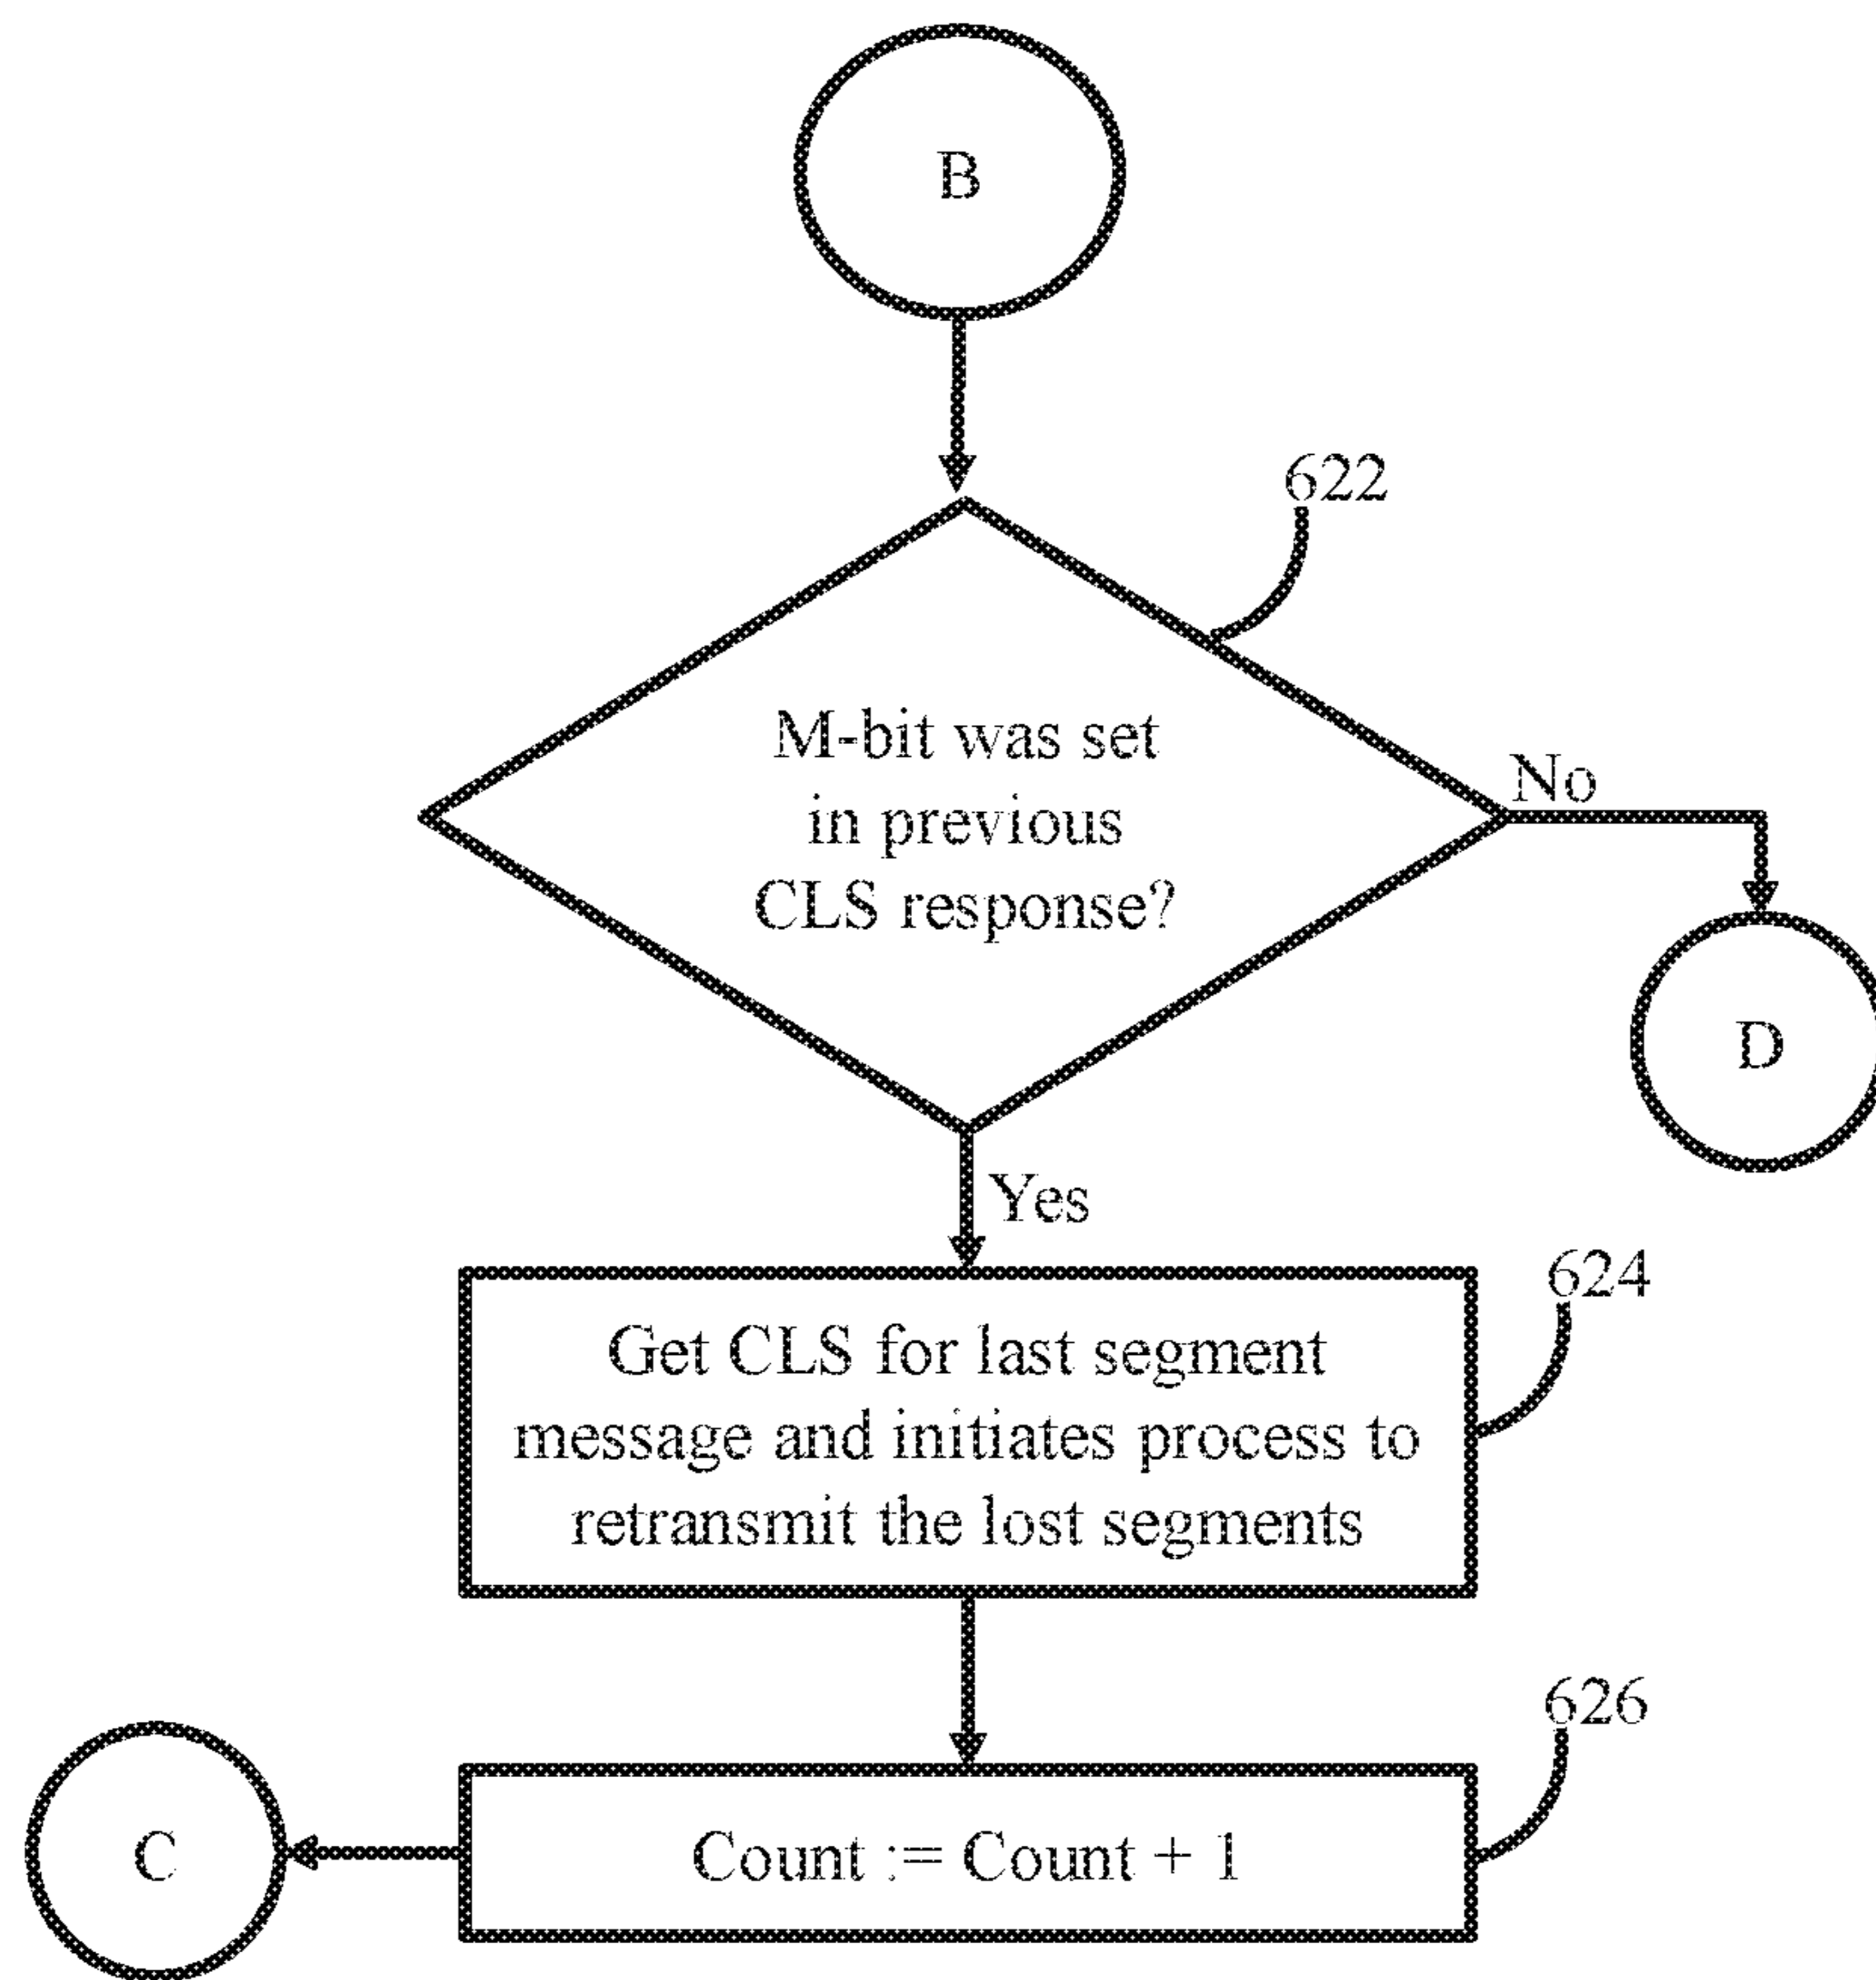 B
622
M-bit was set
in previous
CLS response?
No
D
Yes
624
Get CLS for last segment
message and initiates process to
retransmit the lost segments
626
C
Count := Count + 1